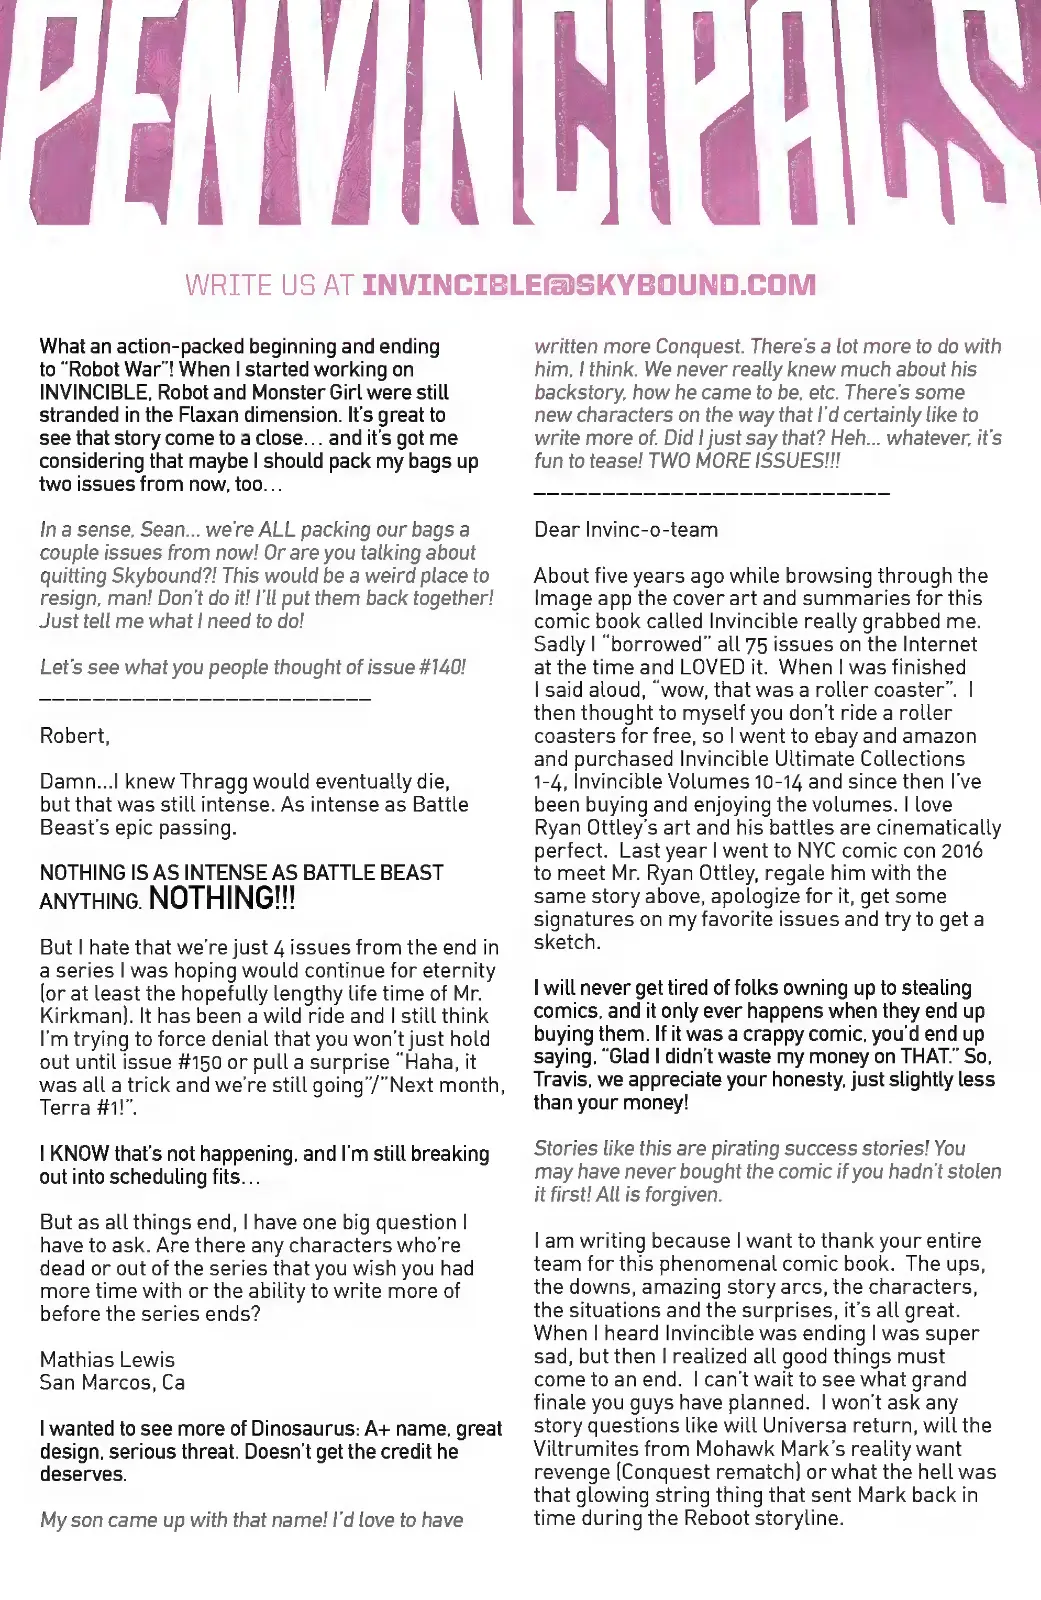 PENVINCIPALS
WRITE US AT INVINCIBLE@SKYBOUND.COM
What an action-packed beginning and ending
to "Robot War"! When I started working on
INVINCIBLE, Robot and Monster Girl were still
stranded in the Flaxan dimension. It's great to
see that story come to a close... and it's got me
considering that maybe I should pack my bags up
two issues from now, too...
In a sense, Sean... we're ALL packing our bags a
couple issues from now! Or are you talking about
quitting Skybound?! This would be a weird place to
resign, man! Don't do it! I'll put them back together!
Just tell me what I need to do!
Let's see what you people thought of issue #140!
__________________________
Robert,
Damn...I knew Thragg would eventually die,
but that was still intense. As intense as Battle
Beast's epic passing.
NOTHING IS AS INTENSE AS BATTLE BEAST
ANYTHING. NOTHING!!!
But I hate that we're just 4 issues from the end in
a series I was hoping would continue for eternity
(or at least the hopefully lengthy life time of Mr.
Kirkman). It has been a wild ride and I still think
I'm trying to force denial that you won't just hold
out until issue #150 or pull a surprise "Haha, it
was all a trick and we're still going"/"Next month,
Terra #1!".
I KNOW that's not happening, and I'm still breaking
out into scheduling fits...
But as all things end, I have one big question I
have to ask. Are there any characters who're
dead or out of the series that you wish you had
more time with or the ability to write more of
before the series ends?
Mathias Lewis
San Marcos, Ca
I wanted to see more of Dinosaurus: A+ name, great
design, serious threat. Doesn't get the credit he
deserves.
My son came up with that name! I'd love to have
written more Conquest. There's a lot more to do with
him, I think. We never really knew much about his
backstory, how he came to be, etc. There's some
new characters on the way that I'd certainly like to
write more of. Did I just say that? Heh... whatever, it's
fun to tease! TWO MORE ISSUES!!!
__________________________
Dear Invinc-o-team
About five years ago while browsing through the
Image app the cover art and summaries for this
comic book called Invincible really grabbed me.
Sadly I "borrowed" all 75 issues on the Internet
at the time and LOVED it. When I was finished
I said aloud, "wow, that was a roller coaster". I
then thought to myself you don't ride a roller
coasters for free, so I went to ebay and amazon
and purchased Invincible Ultimate Collections
1-4, Invincible Volumes 10-14 and since then I've
been buying and enjoying the volumes. I love
Ryan Ottley's art and his battles are cinematically
perfect. Last year I went to NYC comic con 2016
to meet Mr. Ryan Ottley, regale him with the
same story above, apologize for it, get some
signatures on my favorite issues and try to get a
sketch.
I will never get tired of folks owning up to stealing
comics, and it only ever happens when they end up
buying them. If it was a crappy comic, you'd end up
saying, "Glad I didn't waste my money on THAT." So,
Travis, we appreciate your honesty, just slightly less
than your money!
Stories like this are pirating success stories! You
may have never bought the comic if you hadn't stolen
it first! All is forgiven.
I am writing because I want to thank your entire
team for this phenomenal comic book. The ups,
the downs, amazing story arcs, the characters,
the situations and the surprises, it's all great.
When I heard Invincible was ending I was super
sad, but then I realized all good things must
come to an end. I can't wait to see what grand
finale you guys have planned. I won't ask any
story questions like will Universa return, will the
Viltrumites from Mohawk Mark's reality want
revenge (Conquest rematch) or what the hell was
that glowing string thing that sent Mark back in
time during the Reboot storyline.